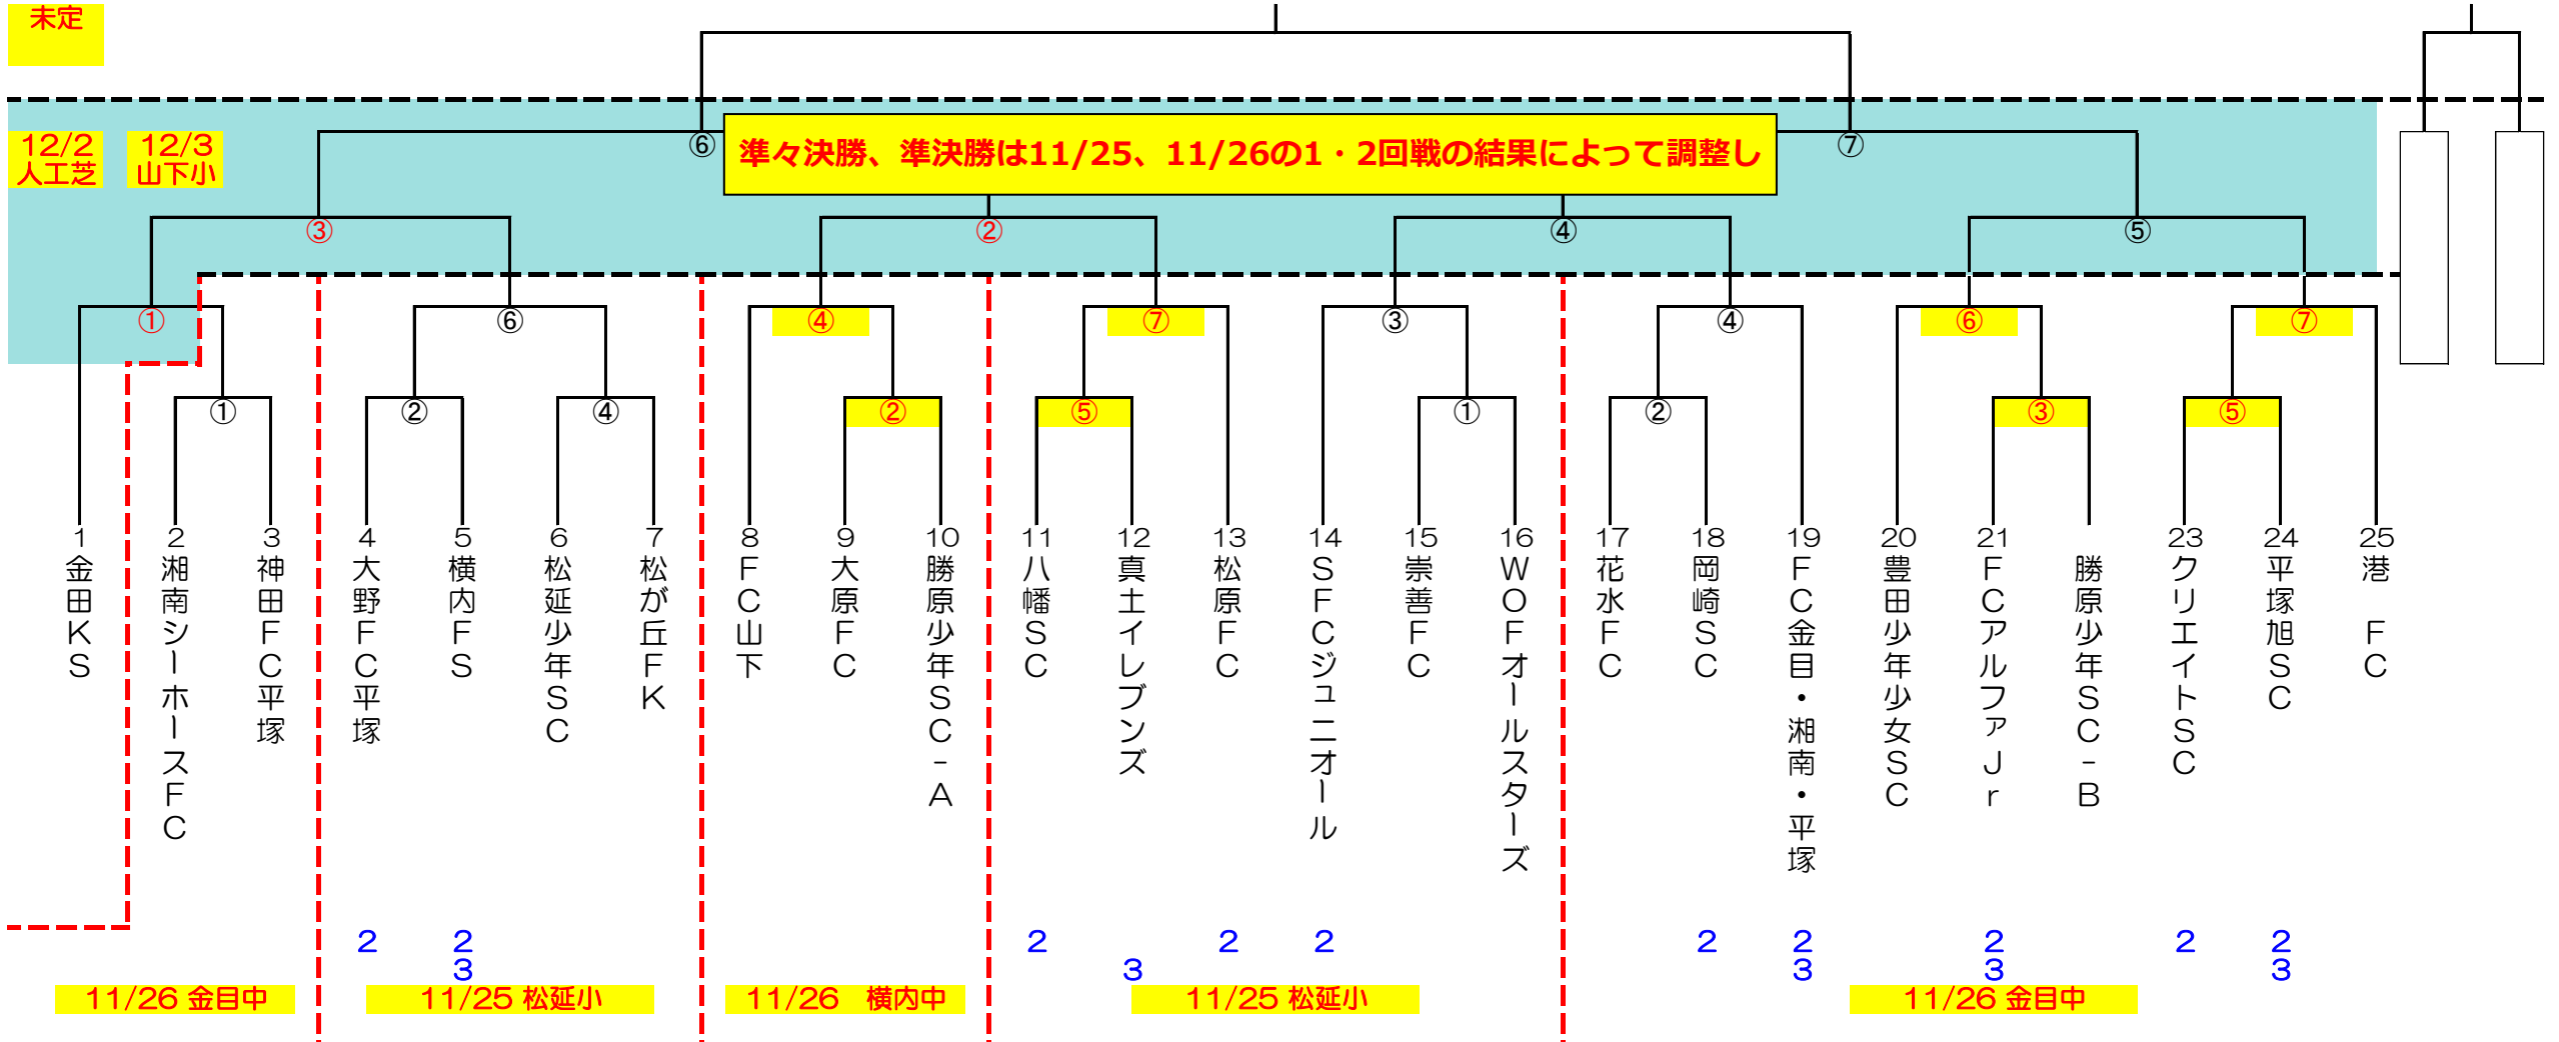 未定
12/2
人工芝
12/3
山下小
⑥
準々決勝、準決勝は11/25、11/26の1・2回戦の結果によって調整し
⑦
③
②
④
⑤
①
⑥
④
⑦
③
④
⑥
⑦
①
②
④
②
⑤
①
②
③
⑤
1 金田KS
2 湘南シーホースFC
3 神田FC平塚
4 大野FC平塚
5 横内FS
6 松延少年SC
7 松が丘FK
8 FC山下
9 大原FC
10 勝原少年SC-A
11 八幡SC
12 真土イレブンズ
13 松原FC
14 SFCジュニオール
15 崇善FC
16 WOFオールスターズ
17 花水FC
18 岡崎SC
19 FC金目・湘南・平塚
20 豊田少年少女SC
21 FCアルファJr
勝原少年SC-B
23 クリエイトSC
24 平塚旭SC
25 港 FC
2 2 2 2 2 2 2 2 2 2
3 3 3 3 3
11/26 金目中
11/25 松延小
11/26 横内中
11/25 松延小
11/26 金目中